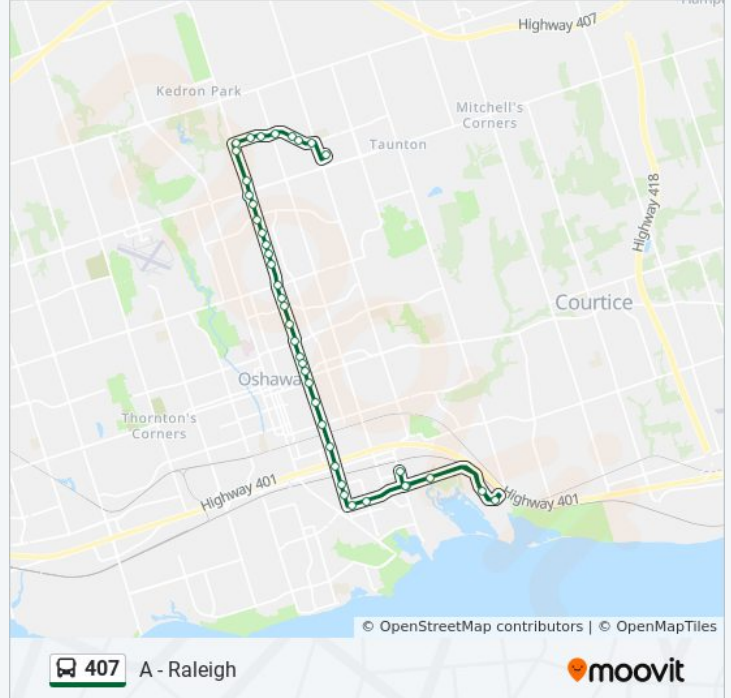 Highway 407
Kedron Park
Mitchell's
Corners
Taunton
Highway 418
Courtice
Oshawa
Thornton's
Corners
Highway 401
Highway 401
© OpenStreetMap contributors | © OpenMapTiles
407 A - Raleigh
moovit